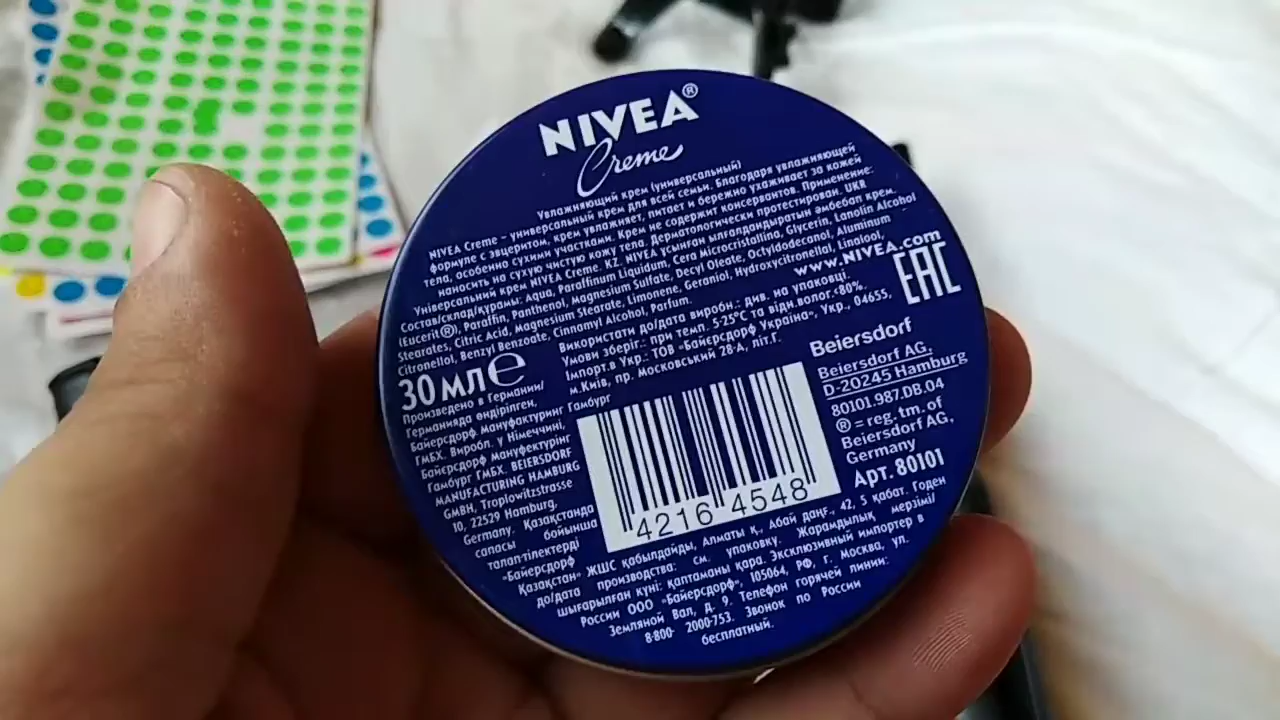 NIVEA®
Creme
Увлажняющий крем (универсальный)
NIVEA Creme – универсальный крем для всей семьи. Благодаря увлажняющей
формуле с эвцеритом, крем увлажняет, питает и бережно ухаживает за кожей
тела, особенно сухими участками. Крем не содержит консервантов. Применение:
наносить на сухую чистую кожу тела. Дерматологически протестирован. UKR
Універсальний крем NIVEA Creme. KZ. NIVEA ұсынған ылғалдандыратын әмбебап крем.
Состав/склад/құрамы: Aqua, Paraffinum Liquidum, Cera Microcristallina, Glycerin, Lanolin Alcohol
(Eucerit®), Paraffin, Panthenol, Magnesium Sulfate, Decyl Oleate, Octyldodecanol, Aluminum
Stearates, Citric Acid, Magnesium Stearate, Limonene, Geraniol, Hydroxycitronellal, Linalool,
Citronellol, Benzyl Benzoate, Cinnamyl Alcohol, Parfum.
www.NIVEA.com
EAC
30 мл e
Використати до/дата виробн.: див. на упаковці.
Умови зберіг.: при темп. 5-25°C та відн.волог.<80%.
Імпорт.в Укр.: ТОВ "Байєрсдорф Україна", Укр., 04655,
м.Київ, пр. Московський 28-А, літ.Г.
Произведено в Германии/
Германияда өндірілген.
Байерсдорф Мануфактуринг Гамбург
ГМБХ. Виробл. у Німеччині,
Байєрсдорф Мануфектурінг
Гамбург ГМБХ. BEIERSDORF
MANUFACTURING HAMBURG
GMBH, Troplowitzstrasse
10, 22529 Hamburg,
Germany. Қазақстанда
сапасы бойынша
талап-тілектерді
"Байерсдорф
Қазақстан" ЖШС қабылдайды, Алматы қ., Абай даңғ., 42, 5 қабат. Годен
до/дата производства: см. упаковку. Жарамдылық мерзімі/
шығарылған күні: қаптаманы қара. Эксклюзивный импортер в
России ООО "Байерсдорф", 105064, РФ, г. Москва, ул.
Земляной Вал, д. 9. Телефон горячей линии:
8-800- 2000-753. Звонок по России
бесплатный.
4216 4548
Beiersdorf
Beiersdorf AG,
D-20245 Hamburg
80101.987.DB.04
® = reg.tm. of
Beiersdorf AG,
Germany
Арт. 80101